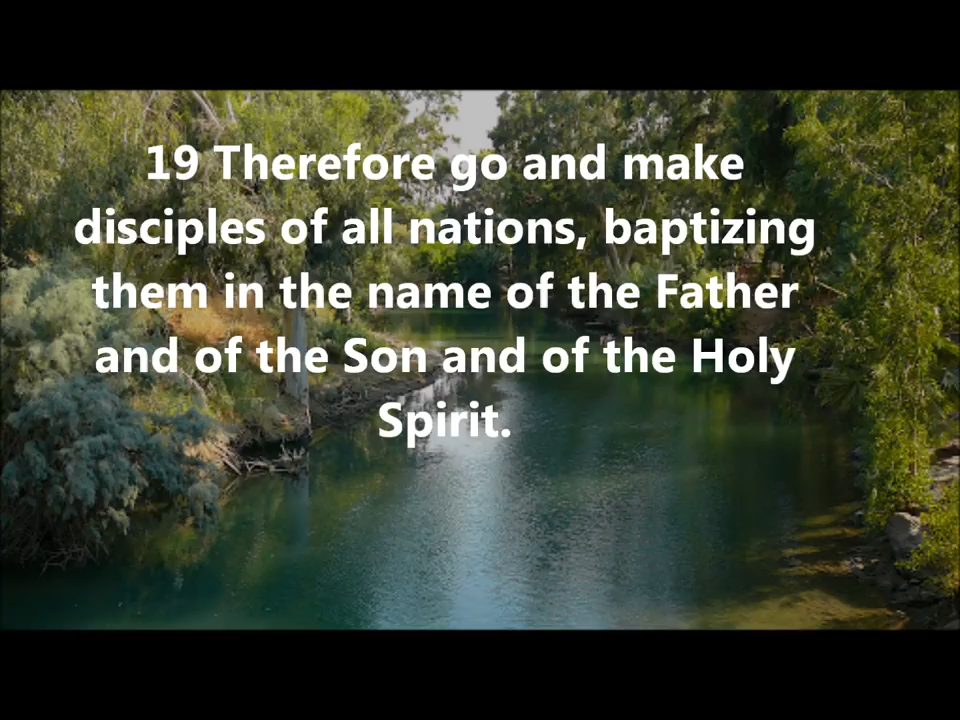 19 Therefore go and make
disciples of all nations, baptizing
them in the name of the Father
and of the Son and of the Holy
Spirit.